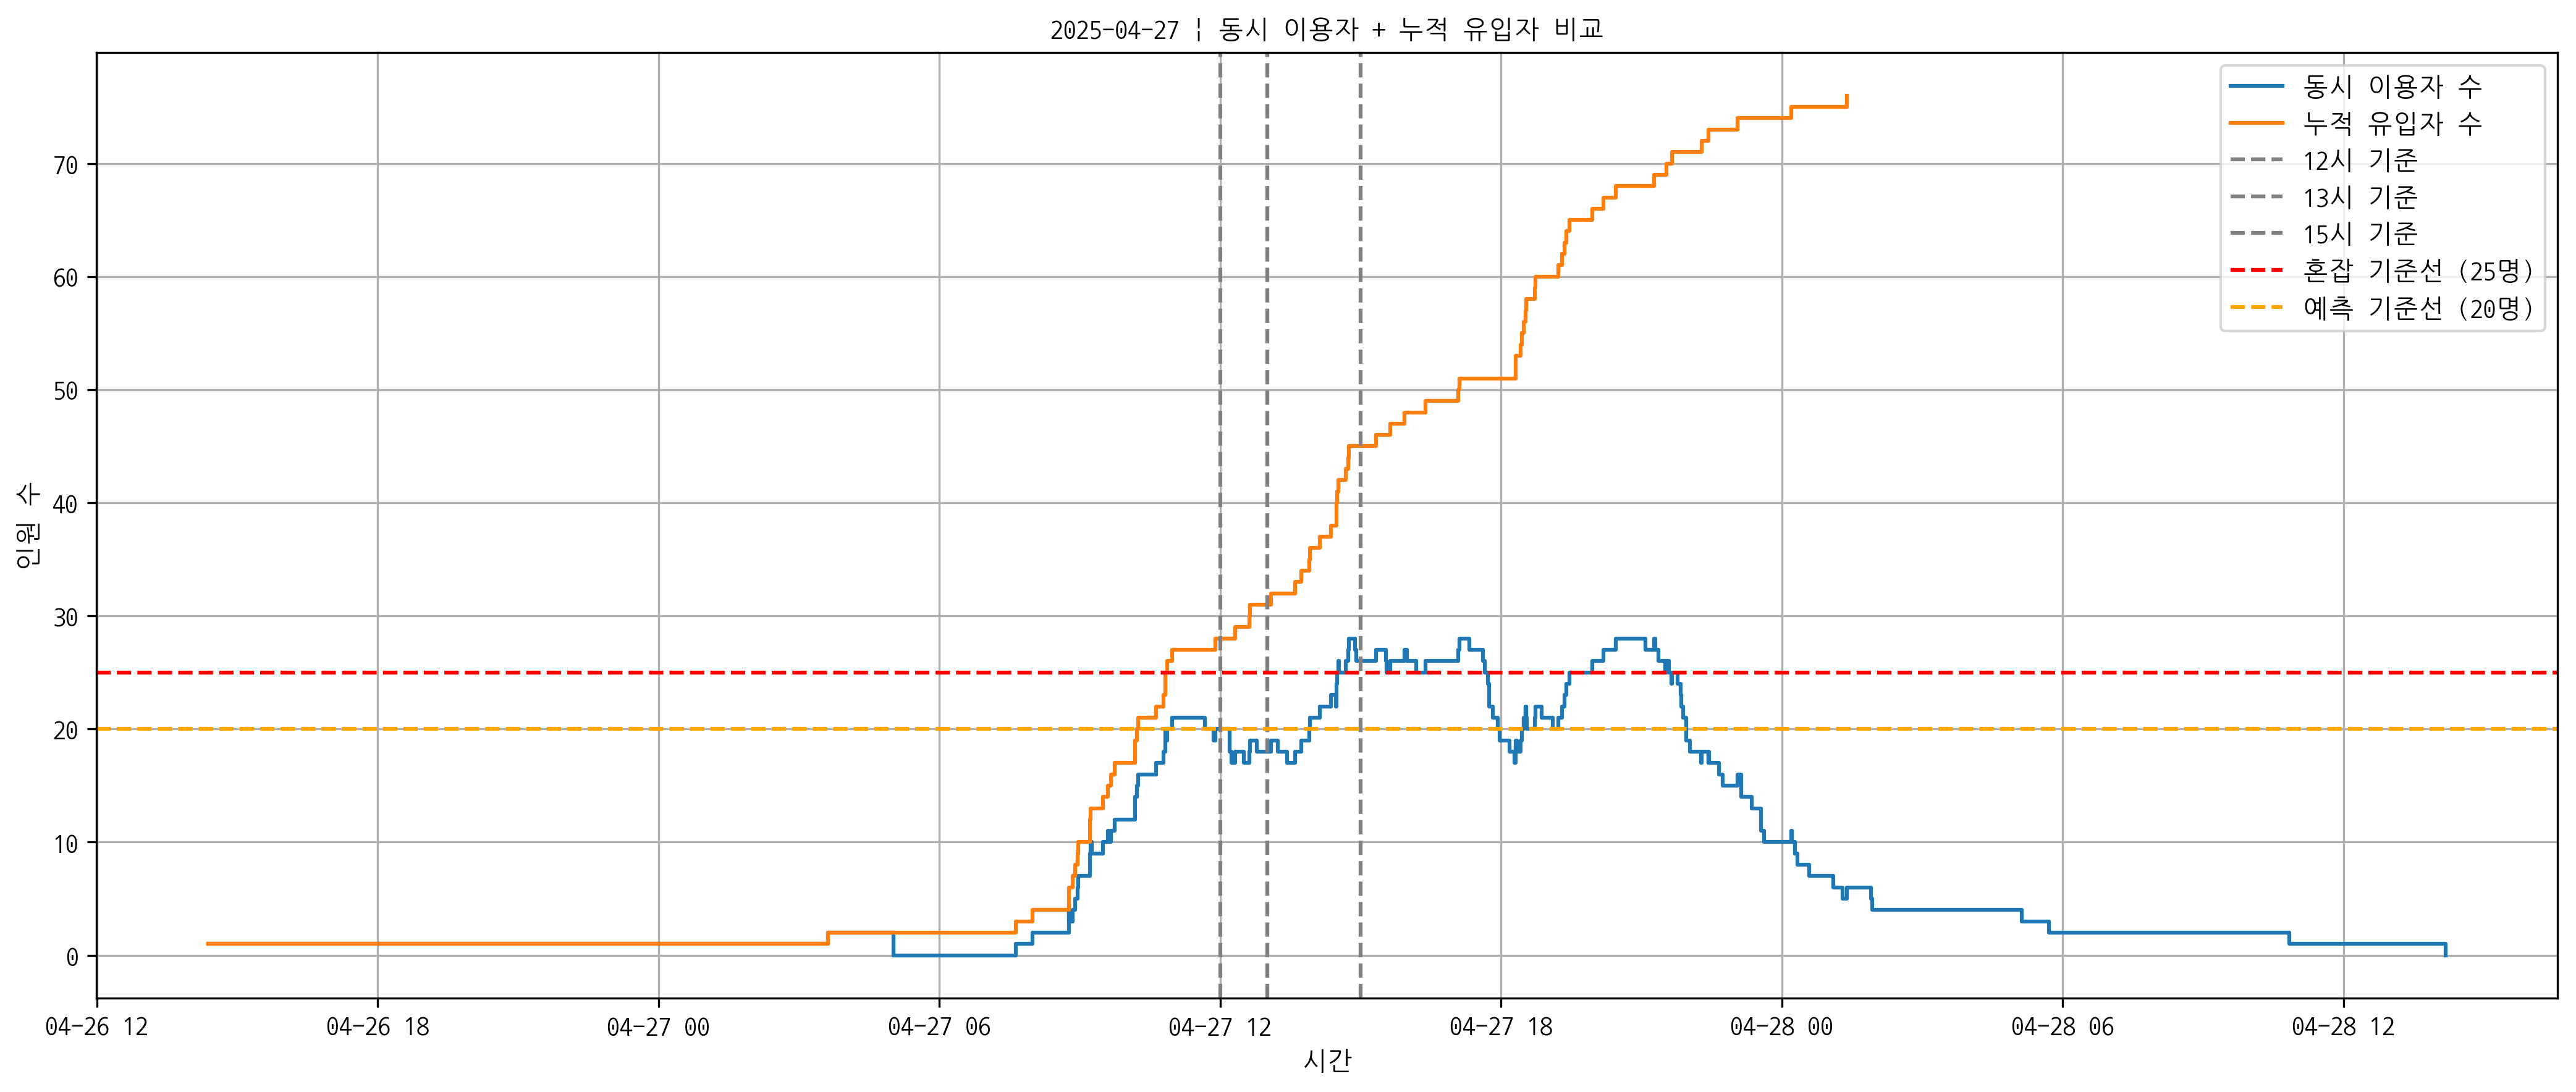 2025-04-27 | 동시 이용자 + 누적 유입자 비교
동시 이용자 수
누적 유입자 수
12시 기준
13시 기준
15시 기준
혼잡 기준선 (25명)
예측 기준선 (20명)
인원 수
70
60
50
40
30
20
10
0
04-26 12
04-26 18
04-27 00
04-27 06
04-27 12
04-27 18
04-28 00
04-28 06
04-28 12
시간